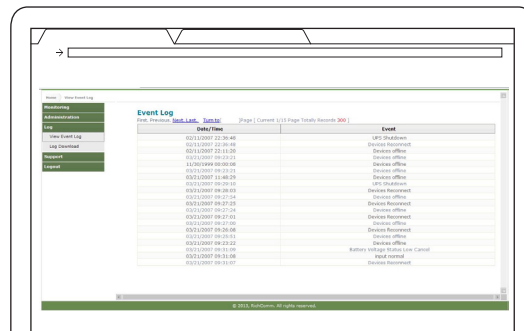 Home View Event Log
Monitoring
Administration
Log
View Event Log
Log Download
Support
Logout
Event Log
First, Previous, Next, Last, Turn to: [Page [ Current 1/15 Page Totally Records 300 ]
Date/Time Event
02/11/2007 22:36:48 UPS Shutdown
02/11/2007 22:36:48 Devices Reconnect
02/11/2007 22:11:20 Devices offline
03/21/2007 09:23:21 Devices offline
11/30/1999 00:00:08 Devices offline
03/21/2007 09:23:21 Devices offline
03/21/2007 11:48:29 Devices offline
03/21/2007 09:29:10 UPS Shutdown
03/21/2007 09:28:03 Devices Reconnect
03/21/2007 09:27:54 Devices offline
03/21/2007 09:27:25 Devices Reconnect
03/21/2007 09:27:24 Devices offline
03/21/2007 09:27:01 Devices Reconnect
03/21/2007 09:27:00 Devices offline
03/21/2007 09:26:08 Devices Reconnect
03/21/2007 09:25:51 Devices offline
03/21/2007 09:23:22 Devices offline
03/21/2007 09:31:09 Battery Voltage Status Low Cancel
03/21/2007 09:31:08 input normal
03/21/2007 09:31:07 Devices Reconnect
© 2010, RothComm. All rights reserved.